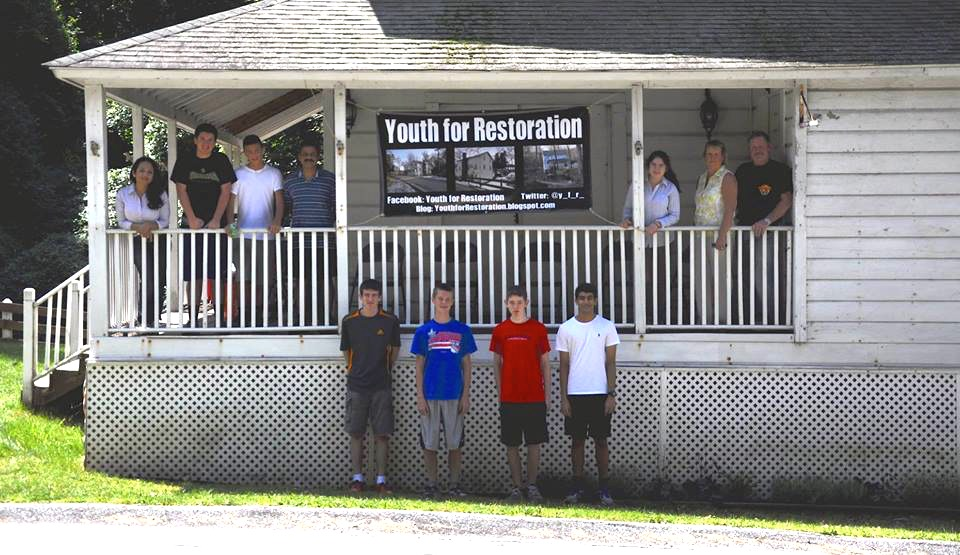 Youth for Restoration
Facebook: Youth for Restoration Twitter: @y_f_r_
Blog: YouthforRestoration.blogspot.com